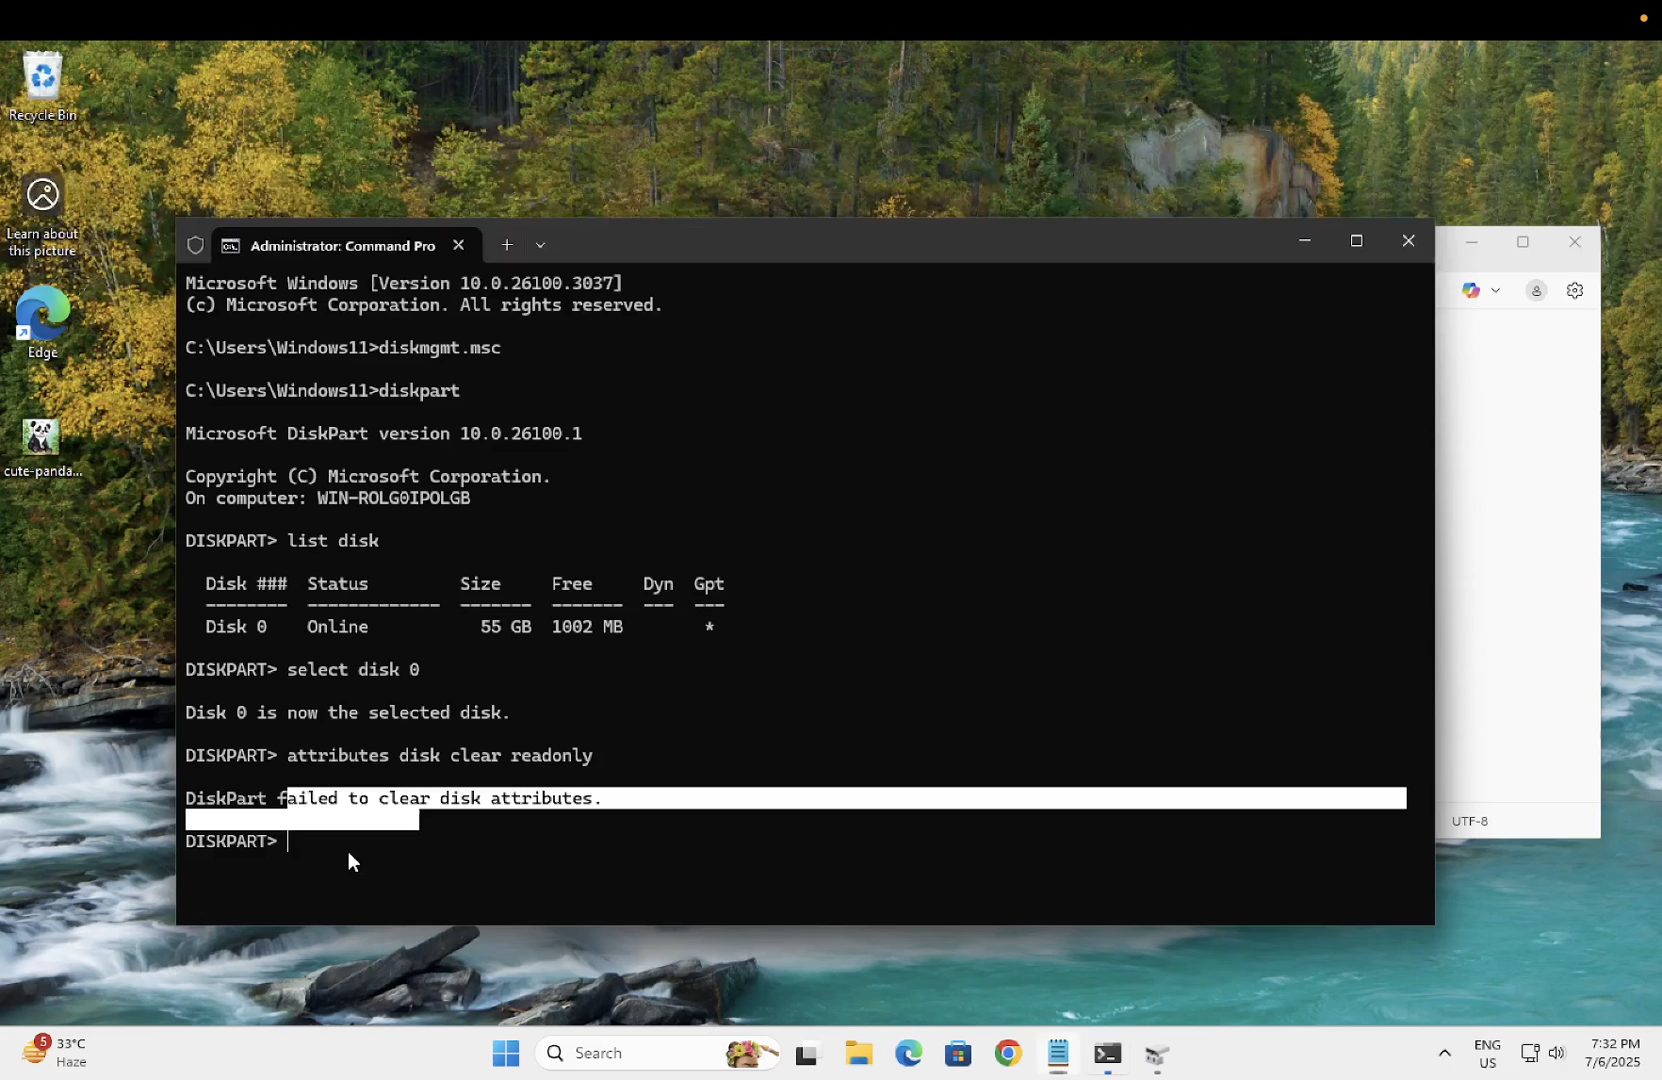 Recycle Bin
Learn about
this picture
Edge
cute-panda...
Administrator: Command Pro
Microsoft Windows [Version 10.0.26100.3037]
(c) Microsoft Corporation. All rights reserved.
C:\Users\Windows11>diskmgmt.msc
C:\Users\Windows11>diskpart
Microsoft DiskPart version 10.0.26100.1
Copyright (C) Microsoft Corporation.
On computer: WIN-ROLG0IPOLGB
DISKPART> list disk
Disk ### Status Size Free Dyn Gpt
-------- ------------- ------- ------- --- ---
Disk 0 Online 55 GB 1002 MB *
DISKPART> select disk 0
Disk 0 is now the selected disk.
DISKPART> attributes disk clear readonly
DiskPart failed to clear disk attributes.
DISKPART>
UTF-8
5
33°C
Haze
Search
ENG
US
7:32 PM
7/6/2025